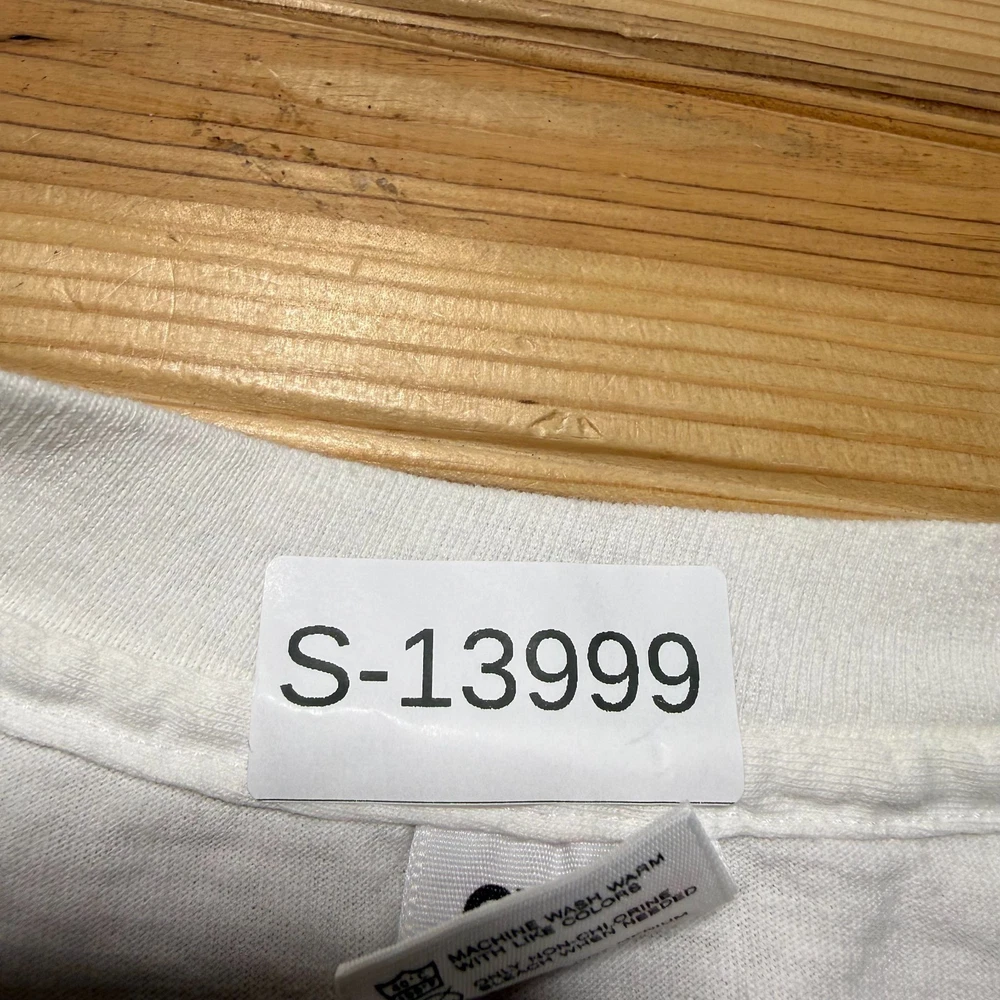 S-13999
MACHINE WASH WARM
WITH LIKE COLORS
ONLY NON-CHLORINE
BLEACH WHEN NEEDED